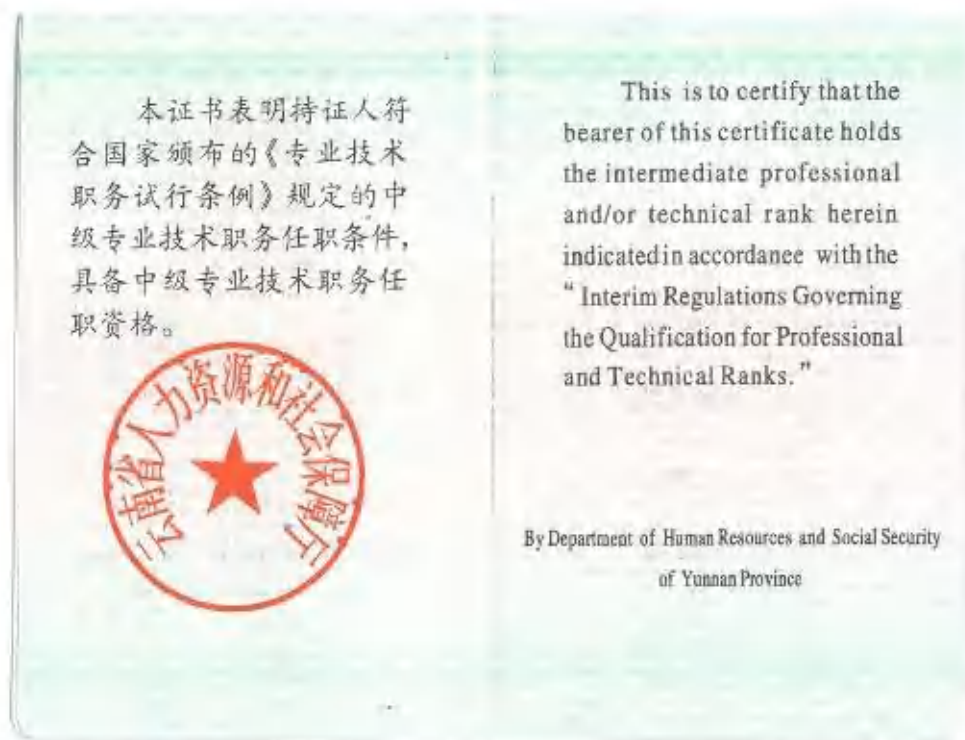 本证书表明持证人符
合国家颁布的《专业技术
职务试行条例》规定的中
级专业技术职务任职条件，
具备中级专业技术职务任
职资格。
云南省人力资源和社会保障厅
This is to certify that the
bearer of this certificate holds
the intermediate professional
and/or technical rank herein
indicated in accordanee with the
“ Interim Regulations Governing
the Qualification for Professional
and Technical Ranks. ”
By Department of Human Resources and Social Security
of Yunnan Province